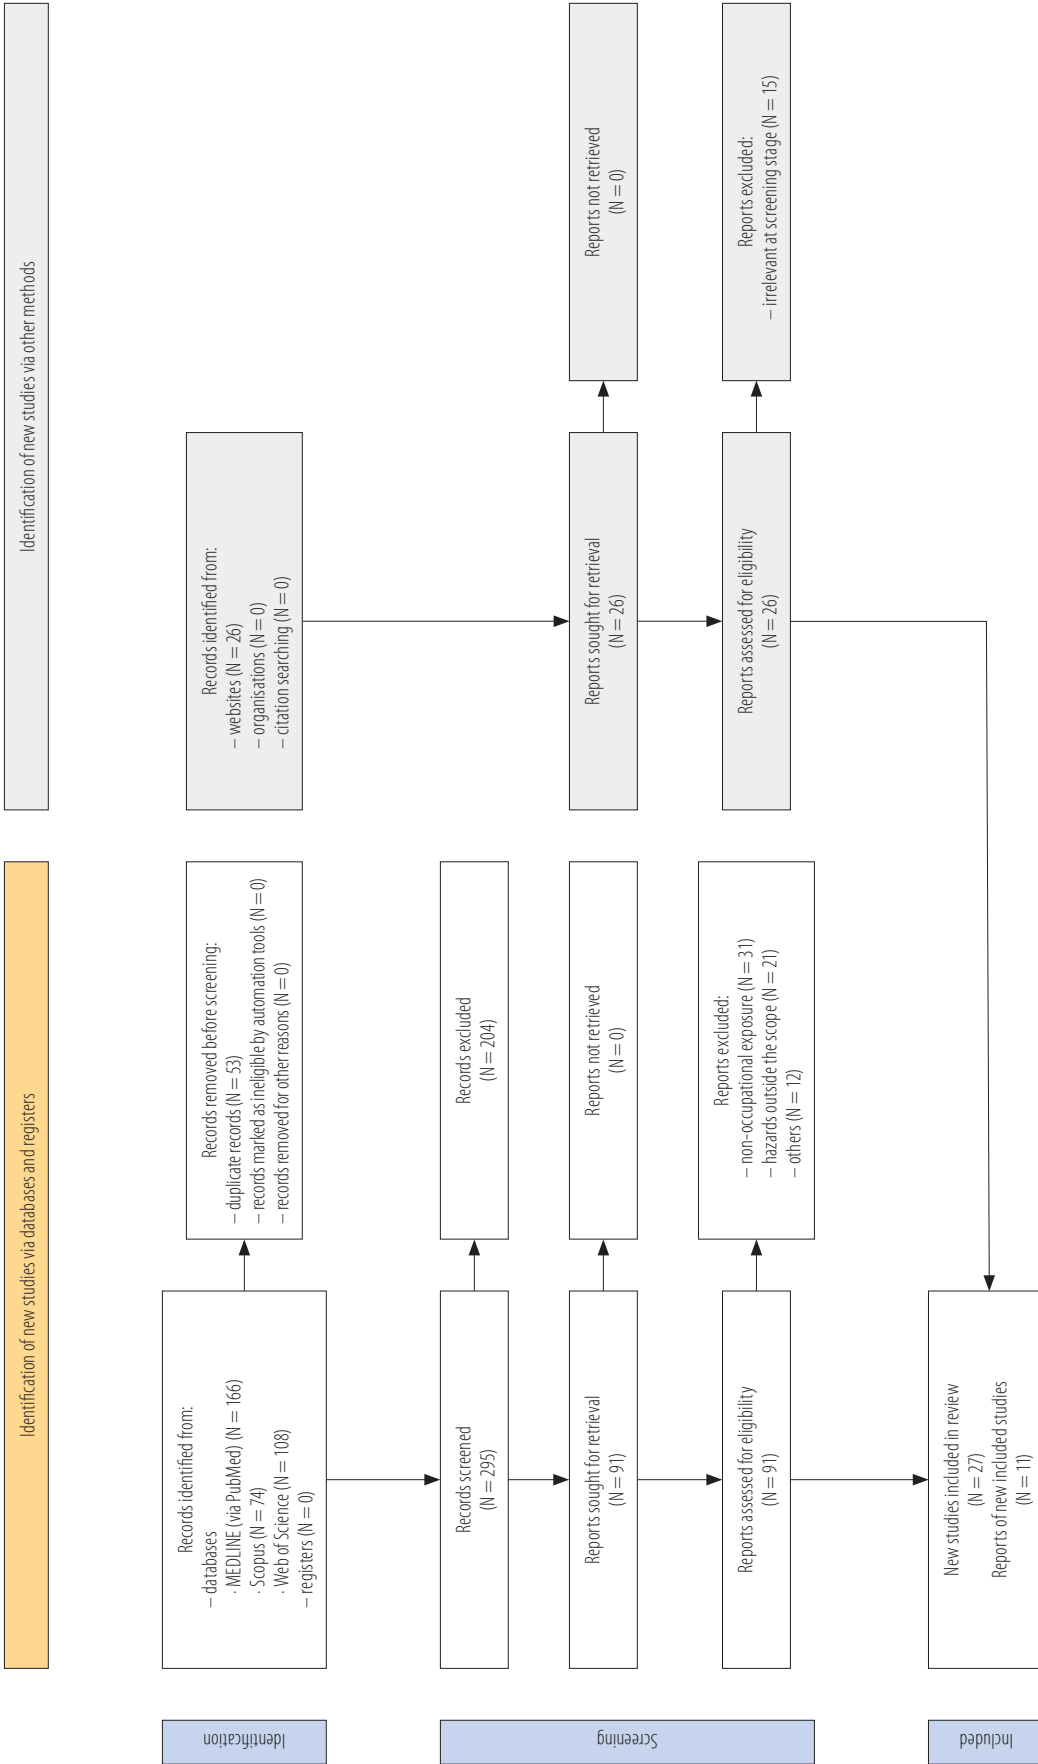 Identification of new studies via databases and registers
Identification of new studies via other methods
Identification
Records identified from:
– databases
· MEDLINE (via PubMed) (N = 166)
· Scopus (N = 74)
· Web of Science (N = 108)
– registers (N = 0)
Records removed before screening:
– duplicate records (N = 53)
– records marked as ineligible by automation tools (N = 0)
– records removed for other reasons (N = 0)
Records identified from:
– websites (N = 26)
– organisations (N = 0)
– citation searching (N = 0)
Screening
Records screened
(N = 295)
Records excluded
(N = 204)
Reports sought for retrieval
(N = 91)
Reports not retrieved
(N = 0)
Reports sought for retrieval
(N = 26)
Reports not retrieved
(N = 0)
Reports assessed for eligibility
(N = 91)
Reports excluded:
– non-occupational exposure (N = 31)
– hazards outside the scope (N = 21)
– others (N = 12)
Reports assessed for eligibility
(N = 26)
Reports excluded:
– irrelevant at screening stage (N = 15)
Included
New studies included in review
(N = 27)
Reports of new included studies
(N = 11)